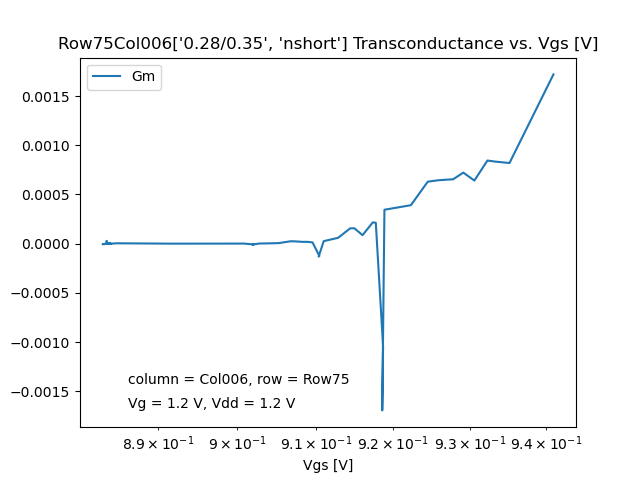 Row75Col006['0.28/0.35', 'nshort'] Transconductance vs. Vgs [V]
Gm
0.0015
0.0010
0.0005
0.0000
−0.0005
−0.0010
−0.0015
column = Col006, row = Row75
Vg = 1.2 V, Vdd = 1.2 V
8.9 × 10⁻¹ 9 × 10⁻¹ 9.1 × 10⁻¹ 9.2 × 10⁻¹ 9.3 × 10⁻¹ 9.4 × 10⁻¹
Vgs [V]